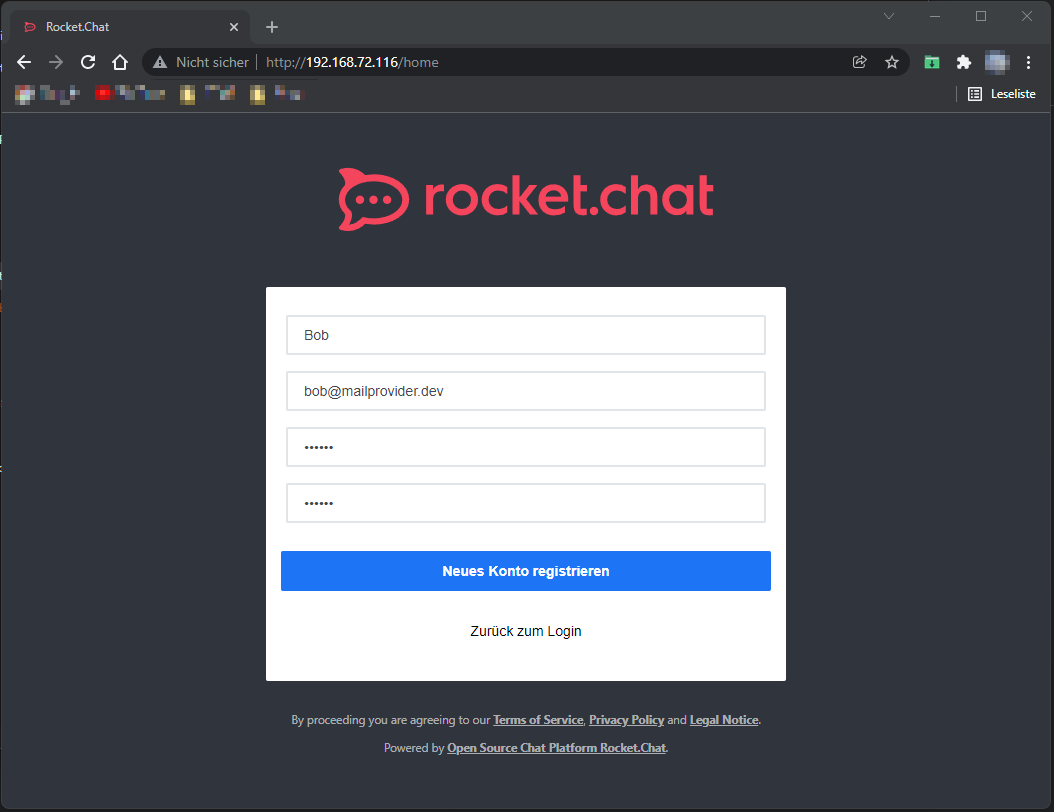 Rocket.Chat
Nicht sicher http://192.168.72.116/home
Leseliste
rocket.chat
Bob
bob@mailprovider.dev
••••••
••••••
Neues Konto registrieren
Zurück zum Login
By proceeding you are agreeing to our Terms of Service, Privacy Policy and Legal Notice.
Powered by Open Source Chat Platform Rocket.Chat.